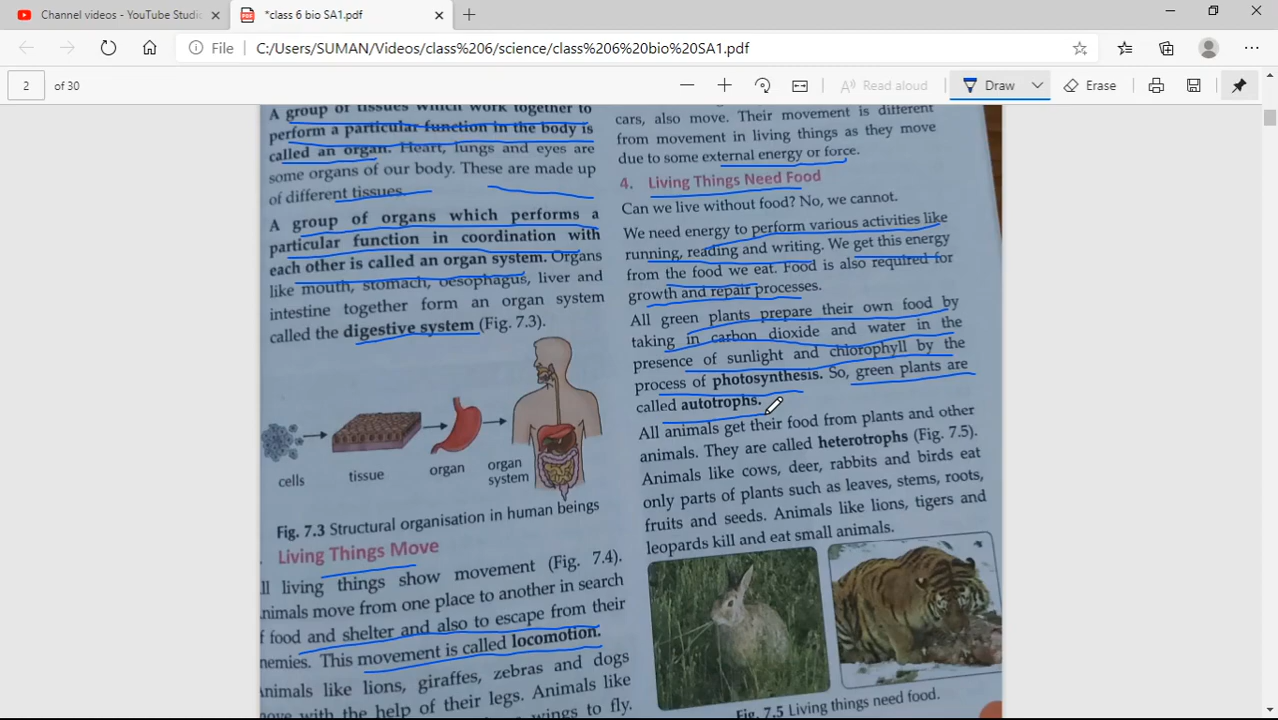 Channel videos - YouTube Studio
*class 6 bio SA1.pdf
File
C:/Users/SUMAN/Videos/class%206/science/class%206%20bio%20SA1.pdf
2
of 30
Read aloud
Draw
Erase
A group of tissues which work together to
perform a particular function in the body is
called an organ. Heart, lungs and eyes are
some organs of our body. These are made up
of different tissues.
A group of organs which performs a
particular function in coordination with
each other is called an organ system. Organs
like mouth, stomach, oesophagus, liver and
intestine together form an organ system
called the digestive system (Fig. 7.3).
cells
tissue
organ
organ
system
Fig. 7.3 Structural organisation in human beings
Living Things Move
ll living things show movement (Fig. 7.4).
nimals move from one place to another in search
f food and shelter and also to escape from their
nemies. This movement is called locomotion.
nimals like lions, giraffes, zebras and dogs
move with the help of their legs. Animals like
wings to fly.
cars, also move. Their movement is different
from movement in living things as they move
due to some external energy or force.
4. Living Things Need Food
Can we live without food? No, we cannot.
We need energy to perform various activities like
running, reading and writing. We get this energy
from the food we eat. Food is also required for
growth and repair processes.
All green plants prepare their own food by
taking in carbon dioxide and water in the
presence of sunlight and chlorophyll by the
process of photosynthesis. So, green plants are
called autotrophs.
All animals get their food from plants and other
animals. They are called heterotrophs (Fig. 7.5).
Animals like cows, deer, rabbits and birds eat
only parts of plants such as leaves, stems, roots,
fruits and seeds. Animals like lions, tigers and
leopards kill and eat small animals.
Fig. 7.5 Living things need food.